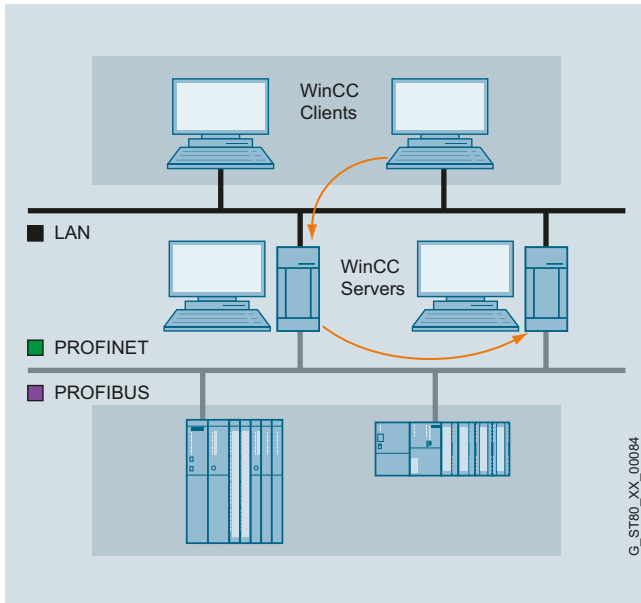 WinCC
Clients
LAN
WinCC
Servers
PROFINET
PROFIBUS
G_ST80_XX_00084